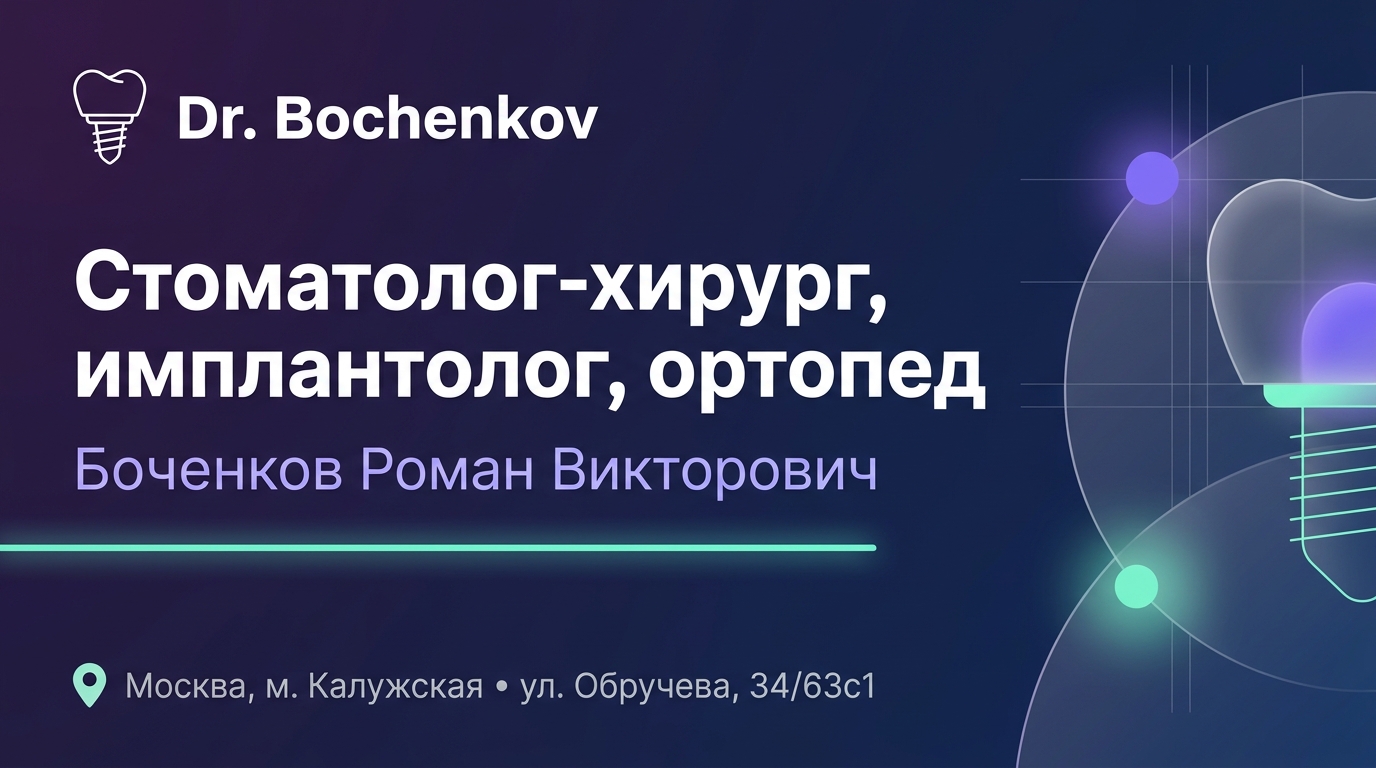 Dr. Bochenkov
Стоматолог-хирург,
имплантолог, ортопед
Боченков Роман Викторович
Москва, м. Калужская • ул. Обручева, 34/63с1